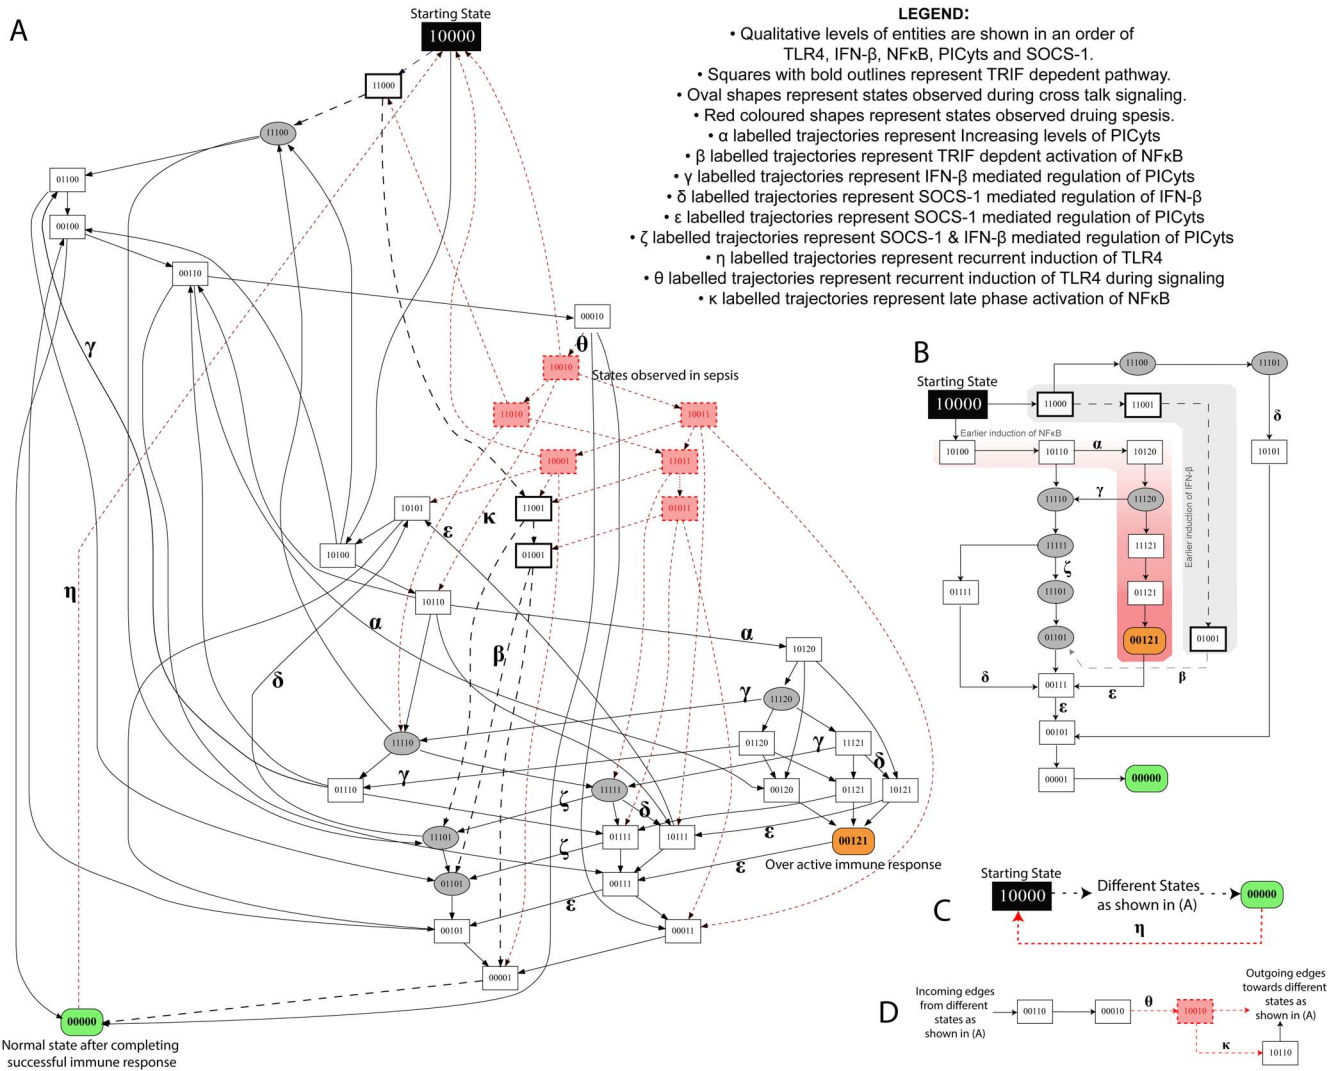 A
Starting State
10000
11000
11100
01100
00100
00110
γ
00010
θ
10010
States observed in sepsis
11010
10011
10001
11011
10101
ε
κ
11001
01011
10100
01001
η
10110
α
α
10120
β
δ
γ
11120
11110
01120
γ
11121
δ
γ
01110
ζ
11111
δ
00120
01121
10121
11101
ζ
01111
10111
ε
00121
Over active immune response
01101
00111
ε
ε
00101
00011
00001
00000
Normal state after completing
successful immune response
LEGEND:
• Qualitative levels of entities are shown in an order of
TLR4, IFN-β, NFκB, PICyts and SOCS-1.
• Squares with bold outlines represent TRIF depedent pathway.
• Oval shapes represent states observed during cross talk signaling.
• Red coloured shapes represent states observed druing spesis.
• α labelled trajectories represent Increasing levels of PICyts
• β labelled trajectories represent TRIF depdent activation of NFκB
• γ labelled trajectories represent IFN-β mediated regulation of PICyts
• δ labelled trajectories represent SOCS-1 mediated regulation of IFN-β
• ε labelled trajectories represent SOCS-1 mediated regulation of PICyts
• ζ labelled trajectories represent SOCS-1 & IFN-β mediated regulation of PICyts
• η labelled trajectories represent recurrent induction of TLR4
• θ labelled trajectories represent recurrent induction of TLR4 during signaling
• κ labelled trajectories represent late phase activation of NFκB
B
11100
11101
Starting State
10000
11000
11001
δ
Earlier induction of NFκB
10100
10110
α
10120
10101
11110
γ
11120
Earlier induction of IFN-β
11111
11121
ζ
01111
11101
01121
01101
00121
01001
δ
00111
ε
β
ε
00101
00001
00000
C
Starting State
10000
Different States
as shown in (A)
00000
η
D
Incoming edges
from different
states as
shown in (A)
00110
00010
θ
10010
Outgoing edges
towards different
states as
shown in (A)
κ
10110